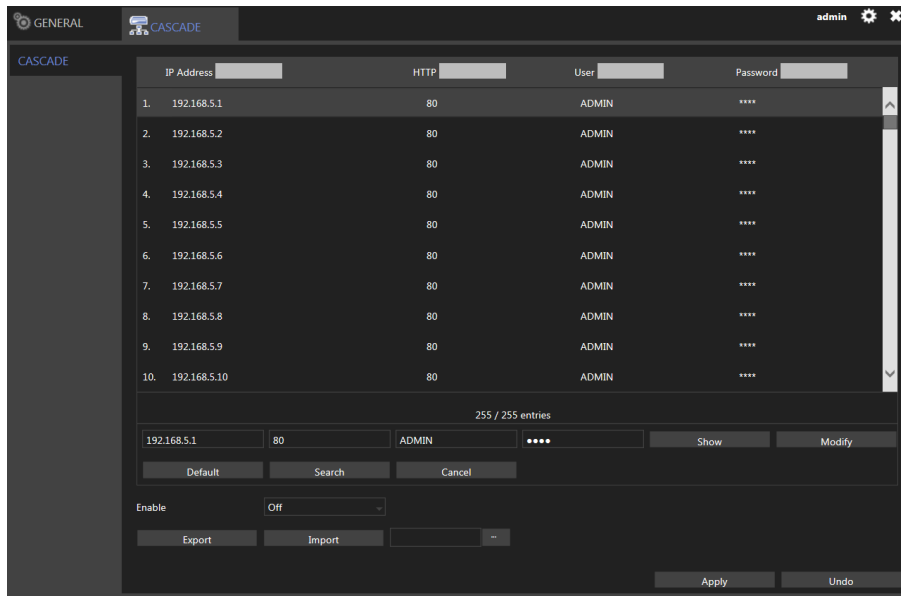 GENERAL CASCADE admin
CASCADE
IP Address HTTP User Password
1. 192.168.5.1 80 ADMIN ****
2. 192.168.5.2 80 ADMIN ****
3. 192.168.5.3 80 ADMIN ****
4. 192.168.5.4 80 ADMIN ****
5. 192.168.5.5 80 ADMIN ****
6. 192.168.5.6 80 ADMIN ****
7. 192.168.5.7 80 ADMIN ****
8. 192.168.5.8 80 ADMIN ****
9. 192.168.5.9 80 ADMIN ****
10. 192.168.5.10 80 ADMIN ****
255 / 255 entries
192.168.5.1 80 ADMIN •••• Show Modify
Default Search Cancel
Enable Off
Export Import ...
Apply Undo